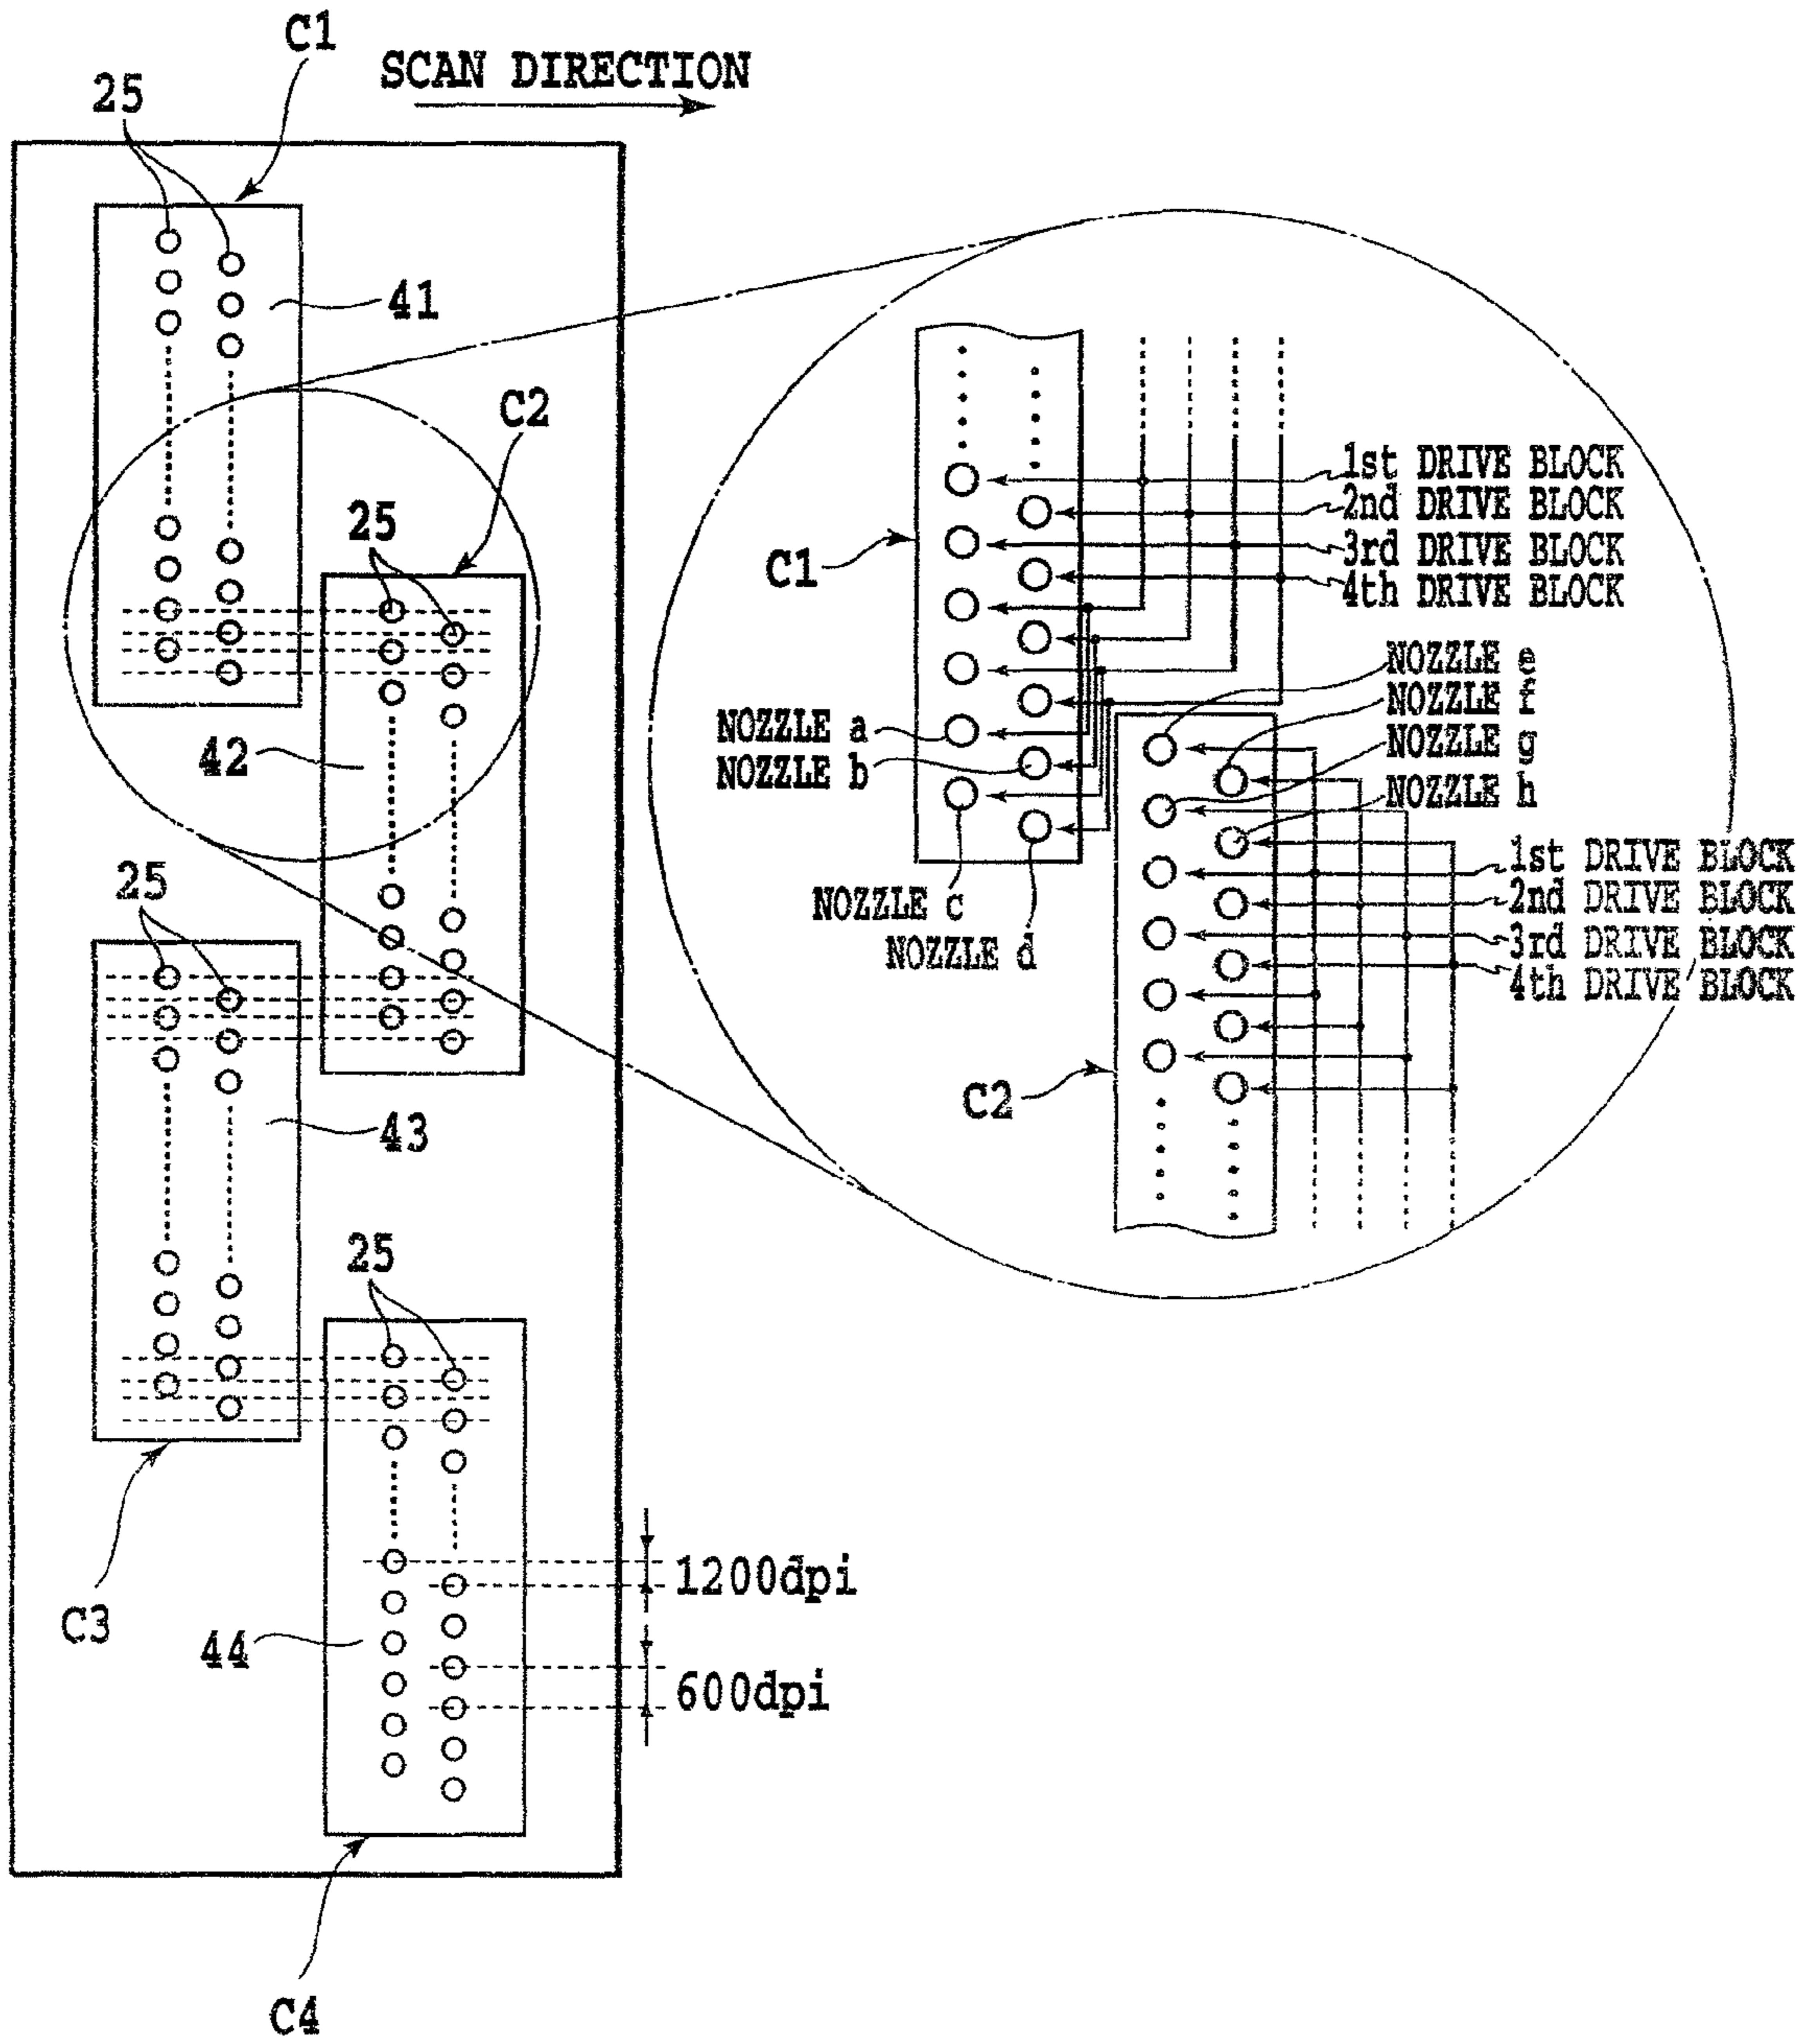 C1
SCAN DIRECTION
25
41
C2
25
42
25
43
25
C3
44
1200dpi
600dpi
C4
1st DRIVE BLOCK
2nd DRIVE BLOCK
3rd DRIVE BLOCK
4th DRIVE BLOCK
C1
NOZZLE e
NOZZLE f
NOZZLE g
NOZZLE h
NOZZLE a
NOZZLE b
NOZZLE c
NOZZLE d
1st DRIVE BLOCK
2nd DRIVE BLOCK
3rd DRIVE BLOCK
4th DRIVE BLOCK
C2